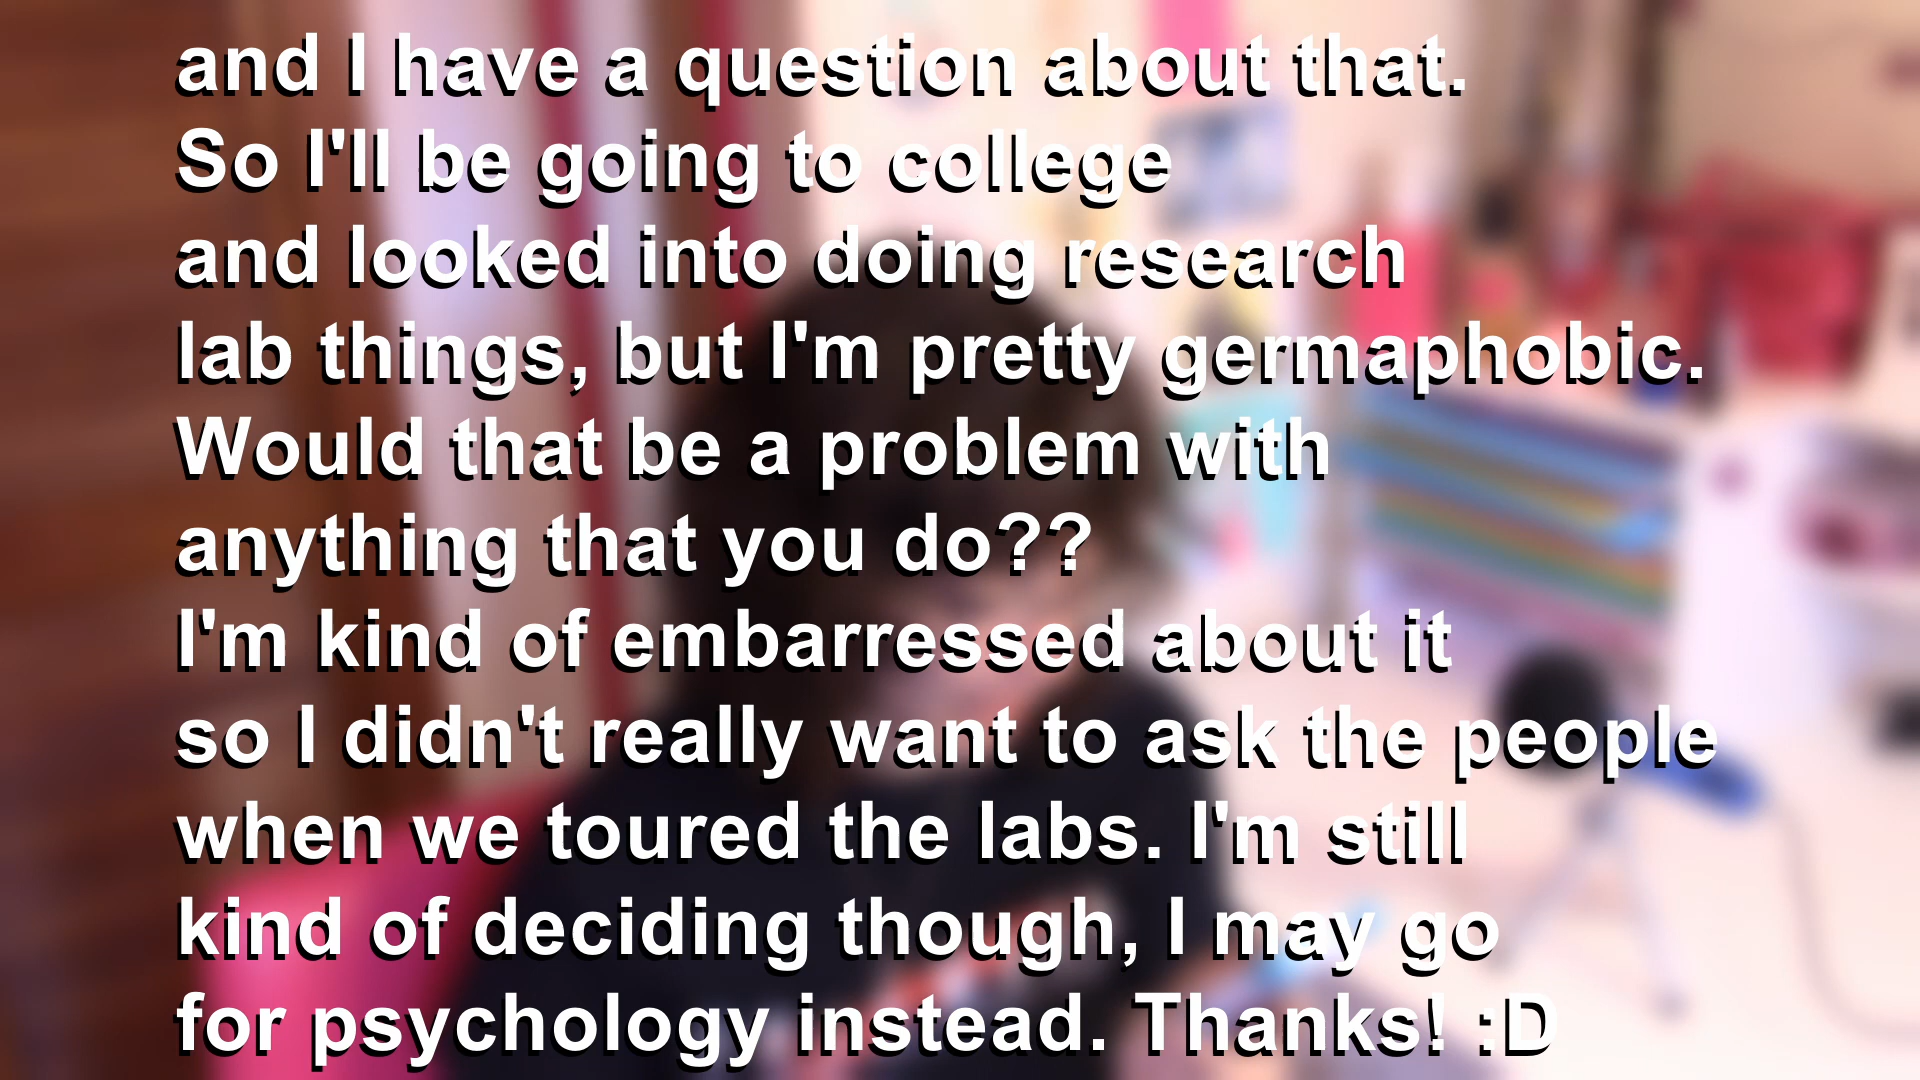 and I have a question about that.
So I'll be going to college
and looked into doing research
lab things, but I'm pretty germaphobic.
Would that be a problem with
anything that you do??
I'm kind of embarressed about it
so I didn't really want to ask the people
when we toured the labs. I'm still
kind of deciding though, I may go
for psychology instead. Thanks! :D